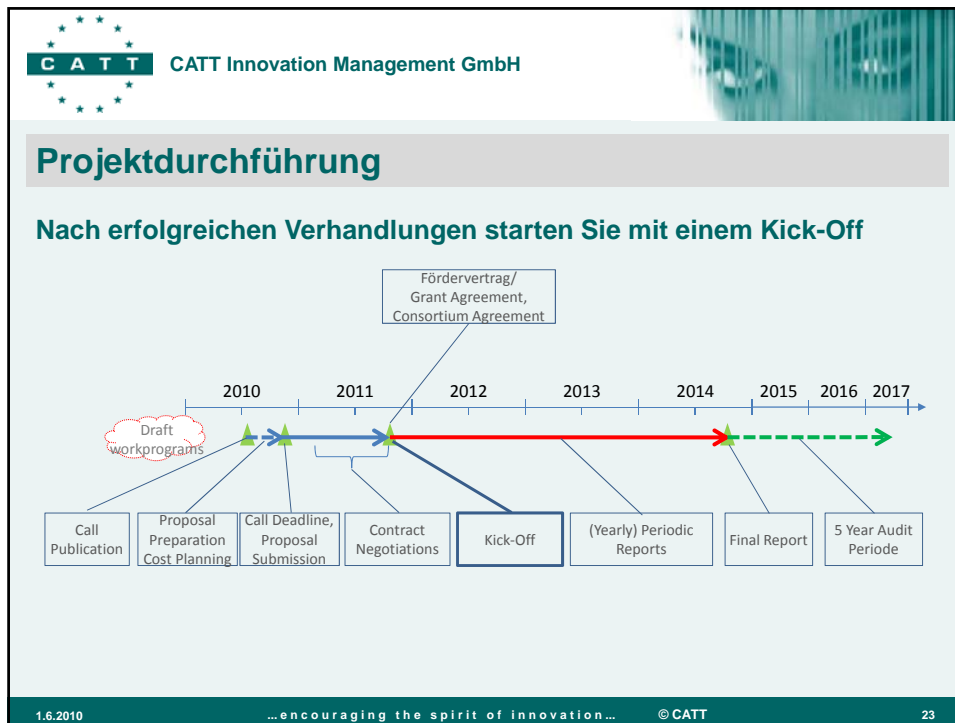 CATT
CATT Innovation Management GmbH
Projektdurchführung
Nach erfolgreichen Verhandlungen starten Sie mit einem Kick-Off
Fördervertrag/
Grant Agreement,
Consortium Agreement
2010 2011 2012 2013 2014 2015 2016 2017
Draft
workprograms
Call
Publication
Proposal
Preparation
Cost Planning
Call Deadline,
Proposal
Submission
Contract
Negotiations
Kick-Off
(Yearly) Periodic
Reports
Final Report
5 Year Audit
Periode
1.6.2010 ...encouraging the spirit of innovation... © CATT 23